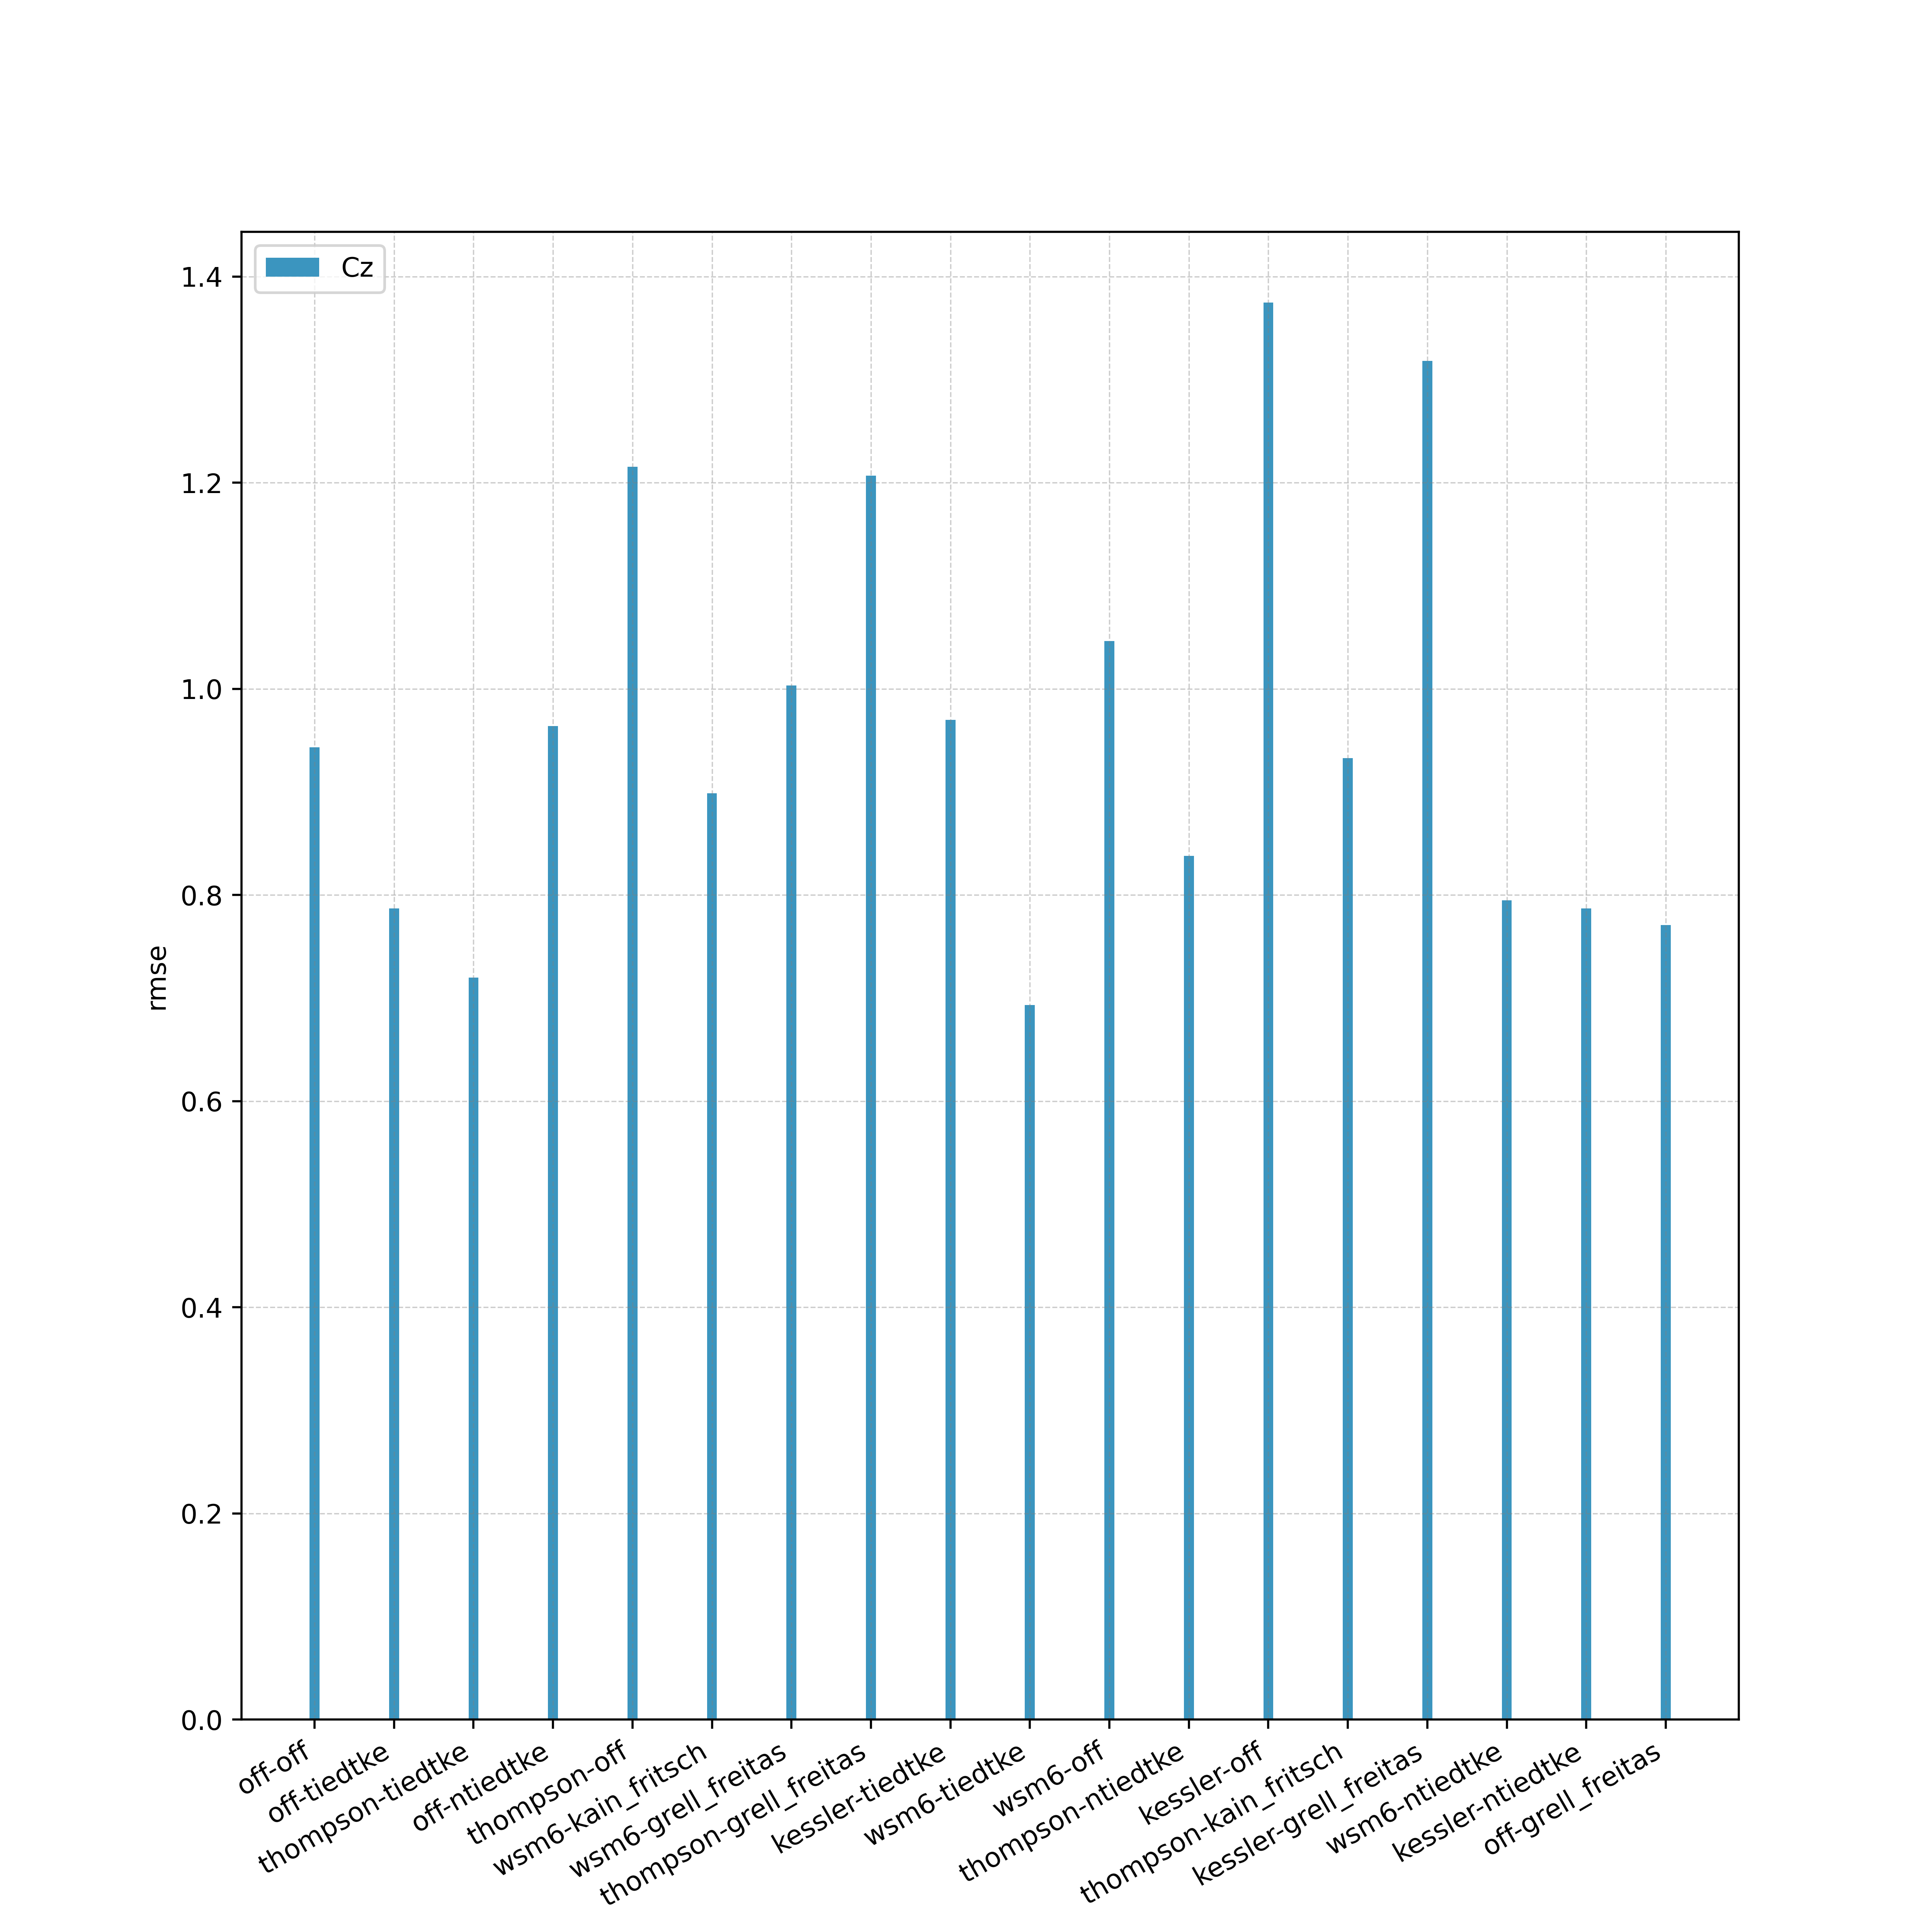 Cz
1.4
1.2
1.0
0.8
0.6
0.4
0.2
0.0
rmse
off-off
off-tiedtke
thompson-tiedtke
off-ntiedtke
thompson-off
wsm6-kain_fritsch
wsm6-grell_freitas
thompson-grell_freitas
kessler-tiedtke
wsm6-tiedtke
wsm6-off
thompson-ntiedtke
kessler-off
thompson-kain_fritsch
kessler-grell_freitas
wsm6-ntiedtke
kessler-ntiedtke
off-grell_freitas